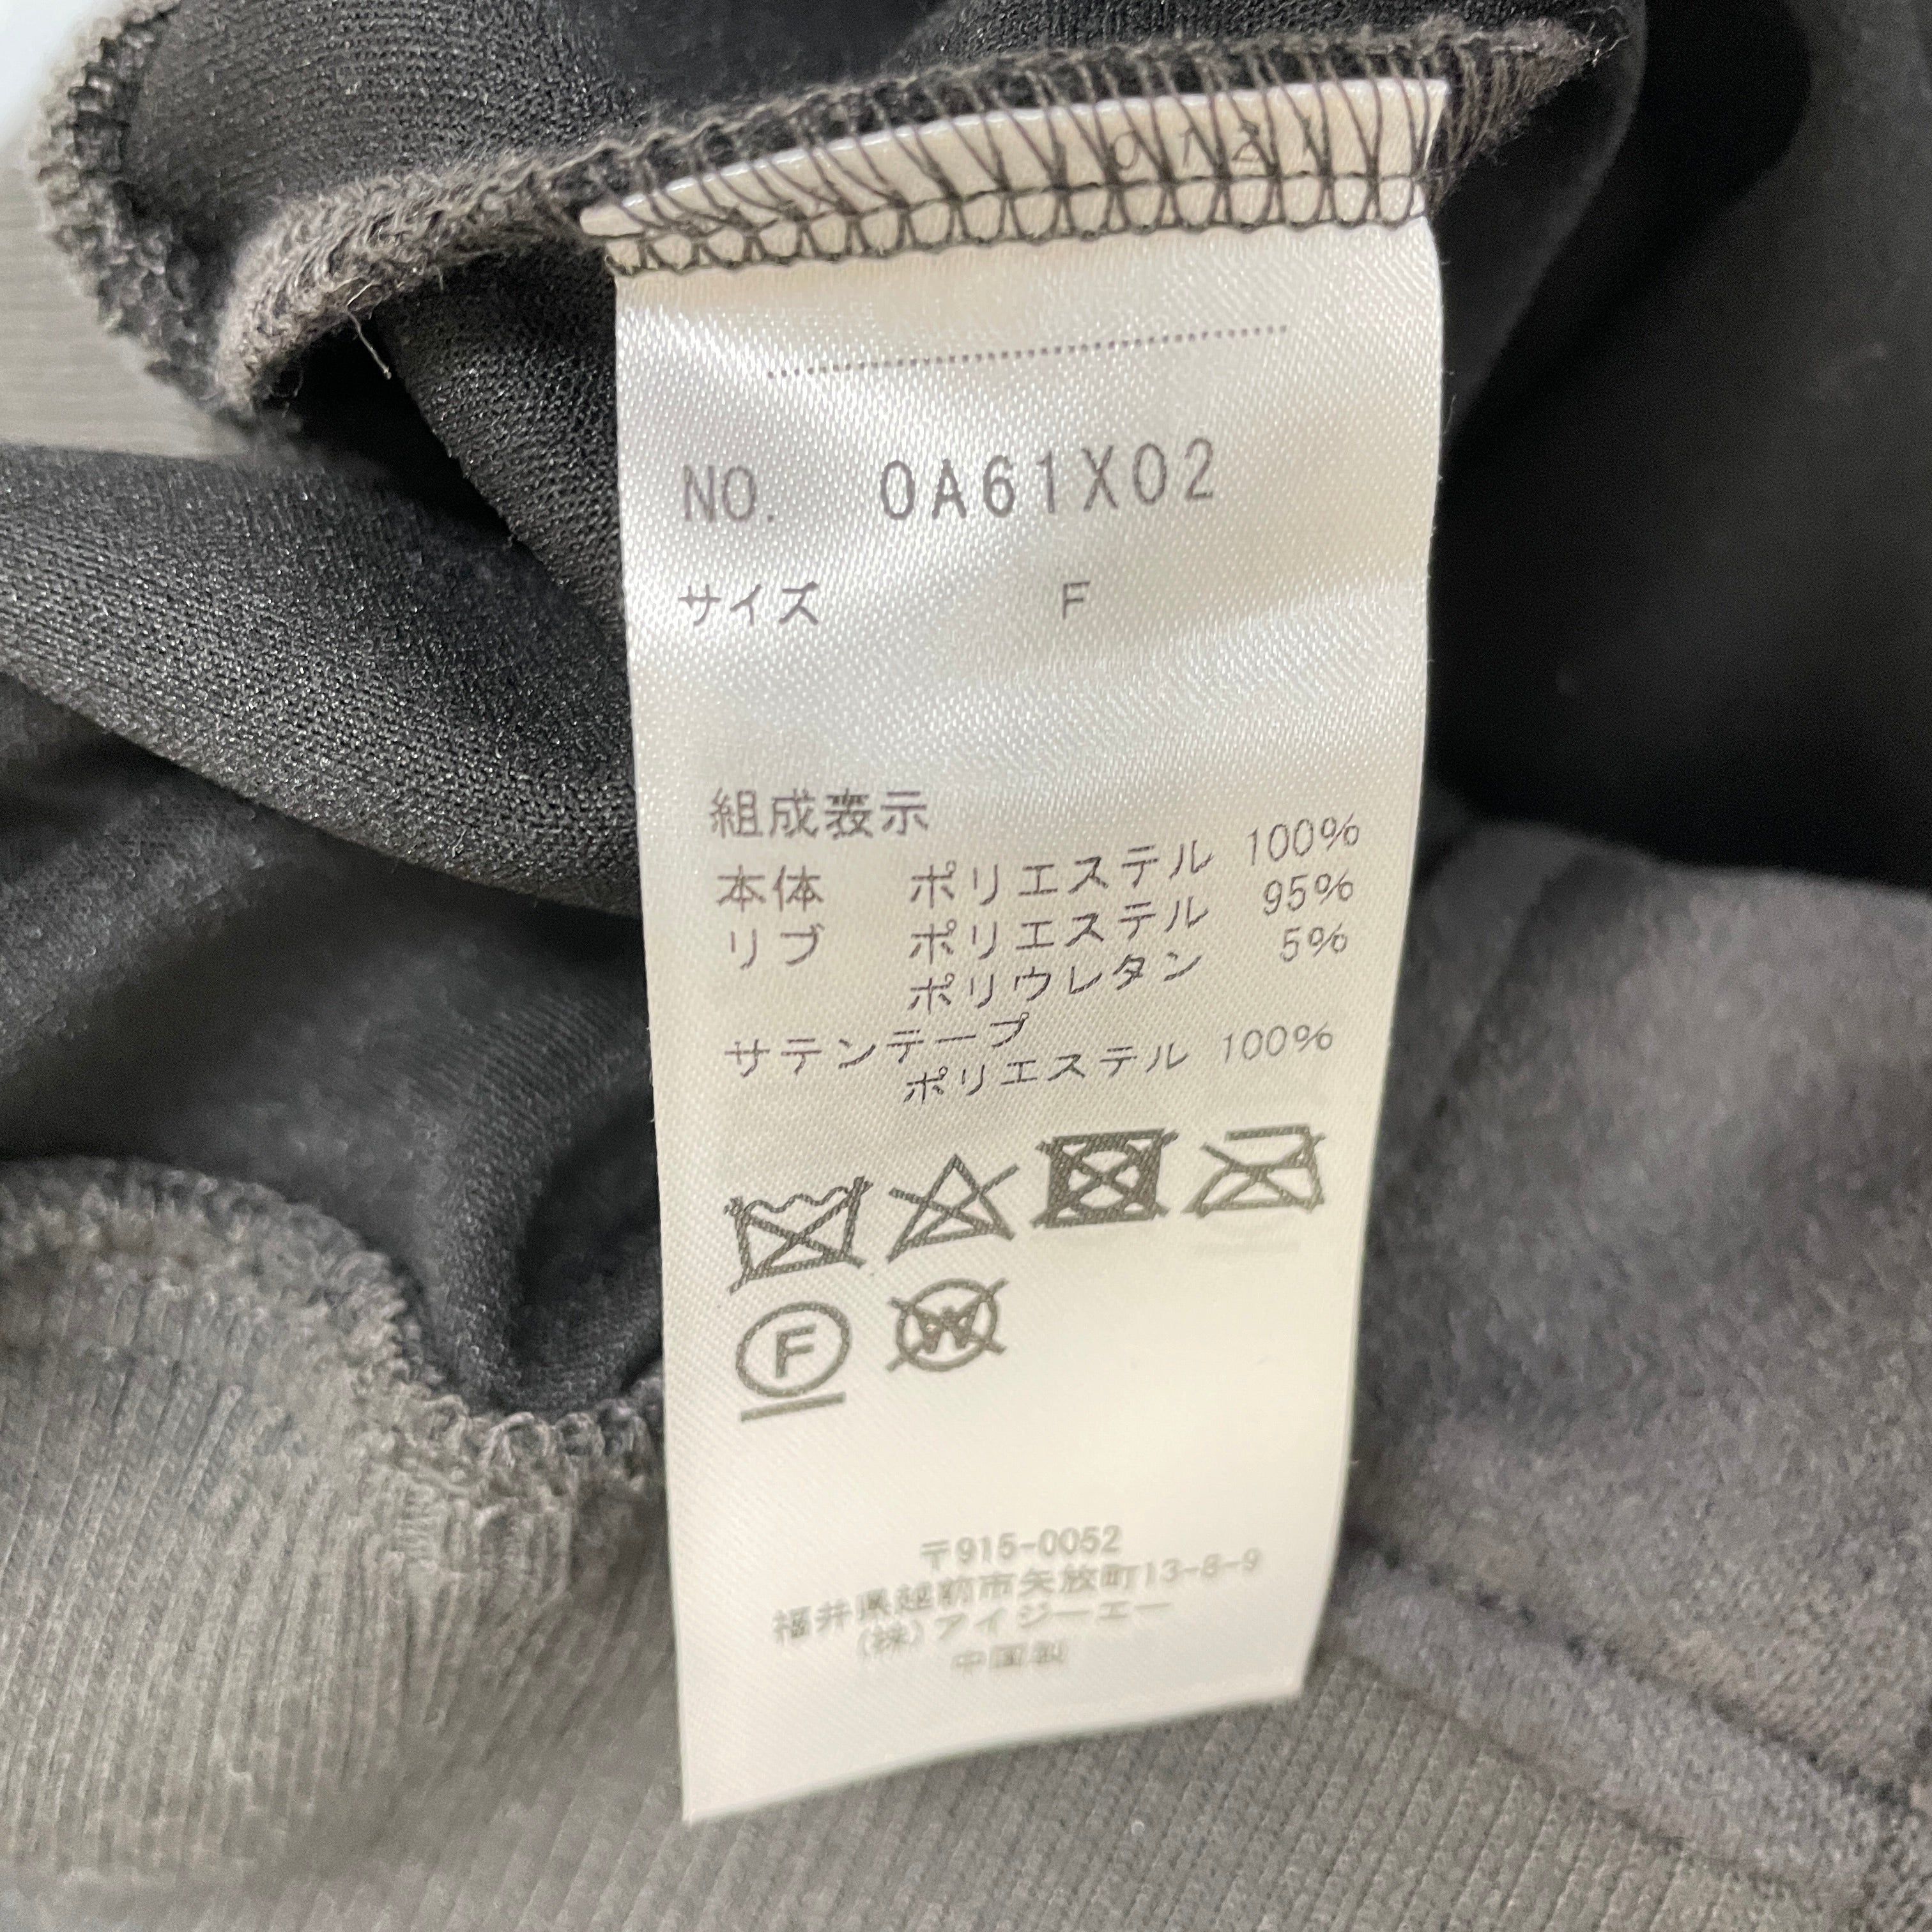 0121
NO. 0A61X02
サイズ F
組成表示
本体 ポリエステル 100%
リブ ポリエステル 95%
ポリウレタン 5%
サテンテープ
ポリエステル 100%
F
W
〒915-0052
福井県越前市矢放町13-8-9
(株)アイジーエー
中国製